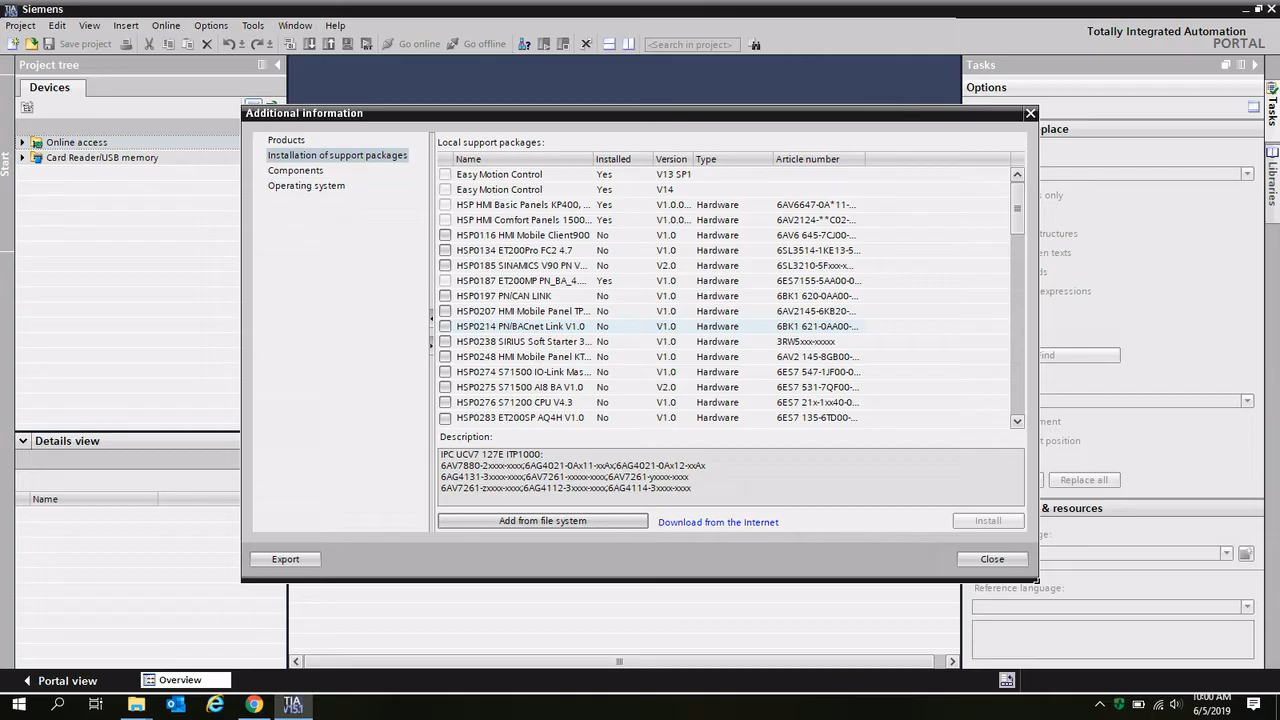 Siemens
Project Edit View Insert Online Options Tools Window Help
Save project Go online Go offline <Search in project>
Totally Integrated Automation
PORTAL
Project tree
Devices
Online access
Card Reader/USB memory
Start
Details view
Name
Additional information
Products
Installation of support packages
Components
Operating system
Local support packages:
Name Installed Version Type Article number
Easy Motion Control Yes V13 SP1
Easy Motion Control Yes V14
HSP HMI Basic Panels KP400, ... Yes V1.0.0... Hardware 6AV6647-0A*11-...
HSP HMI Comfort Panels 1500... Yes V1.0.0... Hardware 6AV2124-**C02-...
HSP0116 HMI Mobile Client900 No V1.0 Hardware 6AV6 645-7CJ00-...
HSP0134 ET200Pro FC2 4.7 No V1.0 Hardware 6SL3514-1KE13-5...
HSP0185 SINAMICS V90 PN V... No V2.0 Hardware 6SL3210-5Fxxx-x...
HSP0187 ET200MP PN_BA_4.... Yes V1.0 Hardware 6ES7155-5AA00-0...
HSP0197 PN/CAN LINK No V1.0 Hardware 6BK1 620-0AA00-...
HSP0207 HMI Mobile Panel TP... No V1.0 Hardware 6AV2145-6KB20-...
HSP0214 PN/BACnet Link V1.0 No V1.0 Hardware 6BK1 621-0AA00-...
HSP0238 SIRIUS Soft Starter 3... No V1.0 Hardware 3RW5xxx-xxxxx
HSP0248 HMI Mobile Panel KT... No V1.0 Hardware 6AV2 145-8GB00-...
HSP0274 S71500 IO-Link Mas... No V1.0 Hardware 6ES7 547-1JF00-0...
HSP0275 S71500 AI8 BA V1.0 No V2.0 Hardware 6ES7 531-7QF00-...
HSP0276 S71200 CPU V4.3 No V1.0 Hardware 6ES7 21x-1xx40-0...
HSP0283 ET200SP AQ4H V1.0 No V1.0 Hardware 6ES7 135-6TD00-...
Description:
IPC UCV7 127E ITP1000:
6AV7880-2xxxx-xxxx;6AG4021-0Ax11-xxAx;6AG4021-0Ax12-xxAx
6AG4131-3xxxx-xxxx;6AV7261-xxxxx-xxxx;6AV7261-yxxxx-xxxx
6AV7261-zxxxx-xxxx;6AG4112-3xxxx-xxxx;6AG4114-3xxxx-xxxx
Add from file system Download from the Internet Install
Export Close
Tasks
Options
place
Find
Replace all
& resources
Reference language:
Tasks
Libraries
Portal view Overview
TIA
V15.1
10:00 AM
6/5/2019